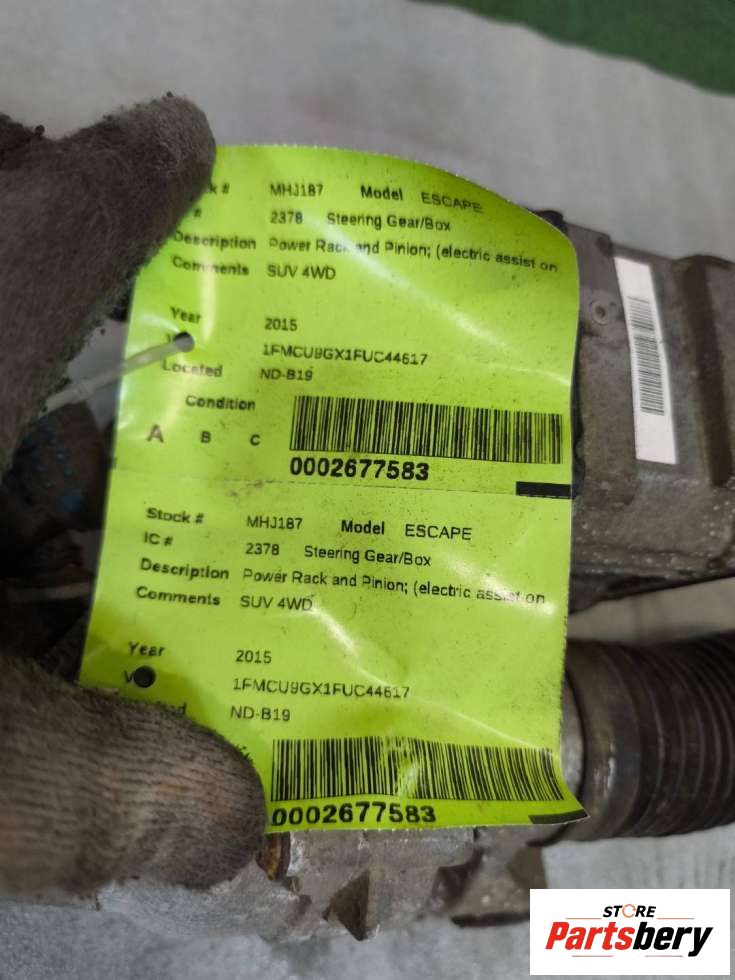 k # MHJ187 Model ESCAPE
# 2378 Steering Gear/Box
Description Power Rack and Pinion; (electric assist on
Comments SUV 4WD
Year 2015
V 1FMCU9GX1FUC44617
Located ND-B19
Condition
A B C
0002677583
Stock # MHJ187 Model ESCAPE
IC # 2378 Steering Gear/Box
Description Power Rack and Pinion; (electric assist on
Comments SUV 4WD
Year 2015
V 1FMCU9GX1FUC44617
ND-B19
0002677583
STORE
Partsbery